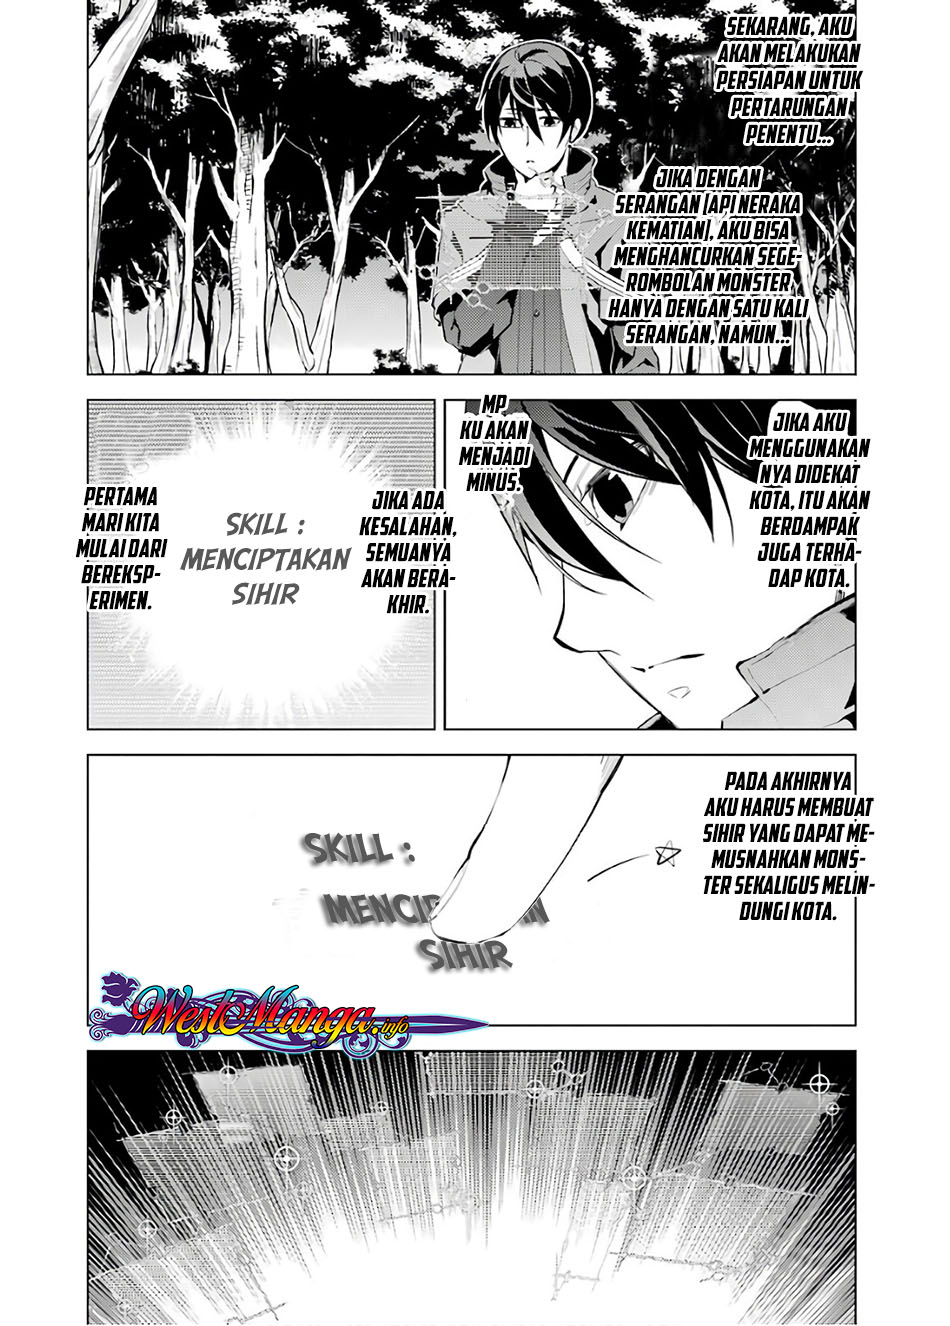 SEKARANG, AKU
AKAN MELAKUKAN
PERSIAPAN UNTUK
PERTARUNGAN
PENENTU...
JIKA DENGAN
SERANGAN [API NERAKA
KEMATIAN], AKU BISA
MENGHANCURKAN SEGE-
ROMBOLAN MONSTER
HANYA DENGAN SATU KALI
SERANGAN, NAMUN...
JIKA AKU
MENGGUNAKAN
NYA DIDEKAT
KOTA, ITU AKAN
BERDAMPAK
JUGA TERHA-
DAP KOTA.
MP
KU AKAN
MENJADI
MINUS.
JIKA ADA
KESALAHAN,
SEMUANYA
AKAN BERA-
KHIR.
SKILL :
MENCIPTAKAN
SIHIR
PERTAMA
MARI KITA
MULAI DARI
BEREKSP-
ERIMEN.
PADA AKHIRNYA
AKU HARUS MEMBUAT
SIHIR YANG DAPAT ME-
MUSNAHKAN MONS-
TER SEKALIGUS MELIN-
DUNGI KOTA.
SKILL :
SIHIR
WestManga.info